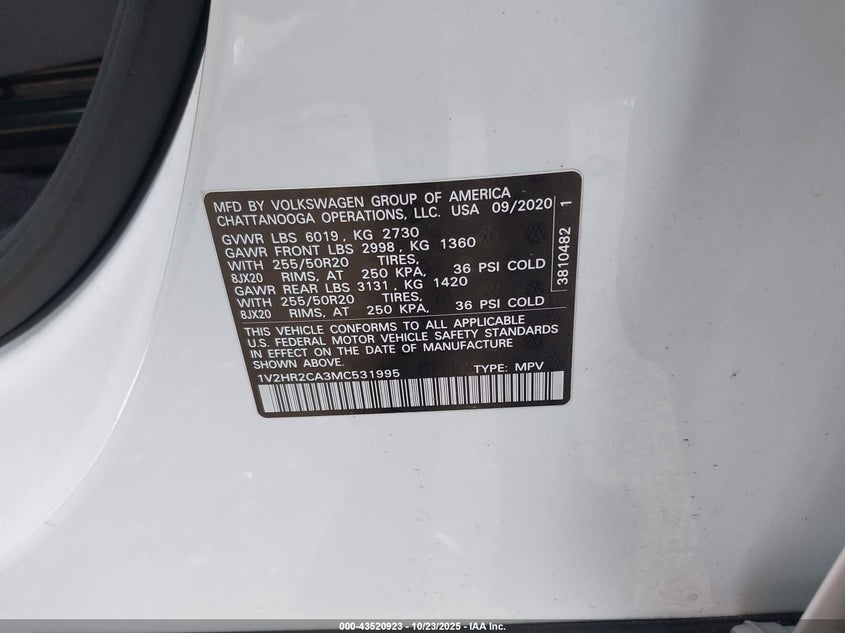 MFD BY VOLKSWAGEN GROUP OF AMERICA
CHATTANOOGA OPERATIONS, LLC. USA 09/2020
GVWR LBS 6019, KG 2730
GAWR FRONT LBS 2998, KG 1360
WITH 255/50R20 TIRES,
8JX20 RIMS, AT 250 KPA, 36 PSI COLD
GAWR REAR LBS 3131, KG 1420
WITH 255/50R20 TIRES,
8JX20 RIMS, AT 250 KPA, 36 PSI COLD
THIS VEHICLE CONFORMS TO ALL APPLICABLE
U.S. FEDERAL MOTOR VEHICLE SAFETY STANDARDS
IN EFFECT ON THE DATE OF MANUFACTURE
SHOWN ABOVE.
1V2HR2CA3MC531995 TYPE: MPV
3810482 1
000-43520923 - 10/23/2025 - IAA Inc.